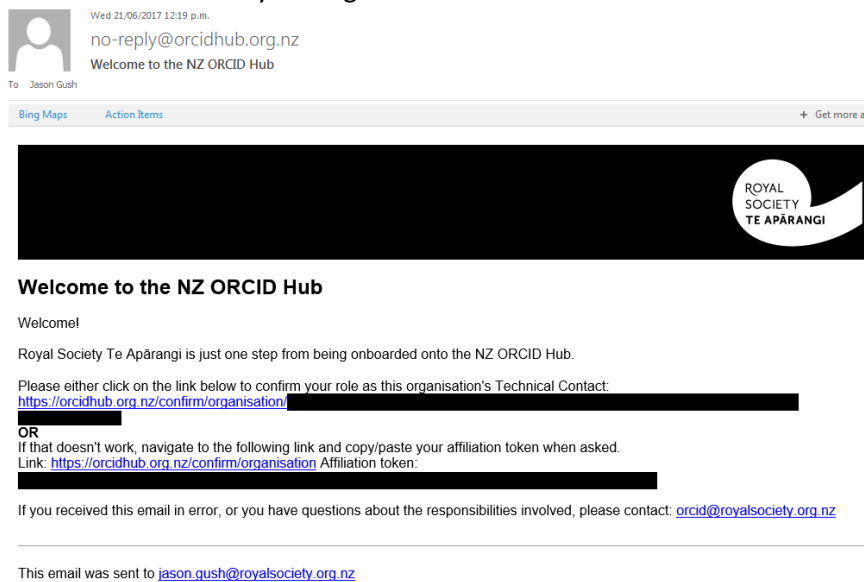 Wed 21/06/2017 12:19 p.m.
no-reply@orcidhub.org.nz
Welcome to the NZ ORCID Hub
To Jason Gush
Bing Maps Action Items + Get more a
ROYAL
SOCIETY
TE APĀRANGI
Welcome to the NZ ORCID Hub
Welcome!
Royal Society Te Apārangi is just one step from being onboarded onto the NZ ORCID Hub.
Please either click on the link below to confirm your role as this organisation's Technical Contact:
https://orcidhub.org.nz/confirm/organisation/
OR
If that doesn't work, navigate to the following link and copy/paste your affiliation token when asked.
Link: https://orcidhub.org.nz/confirm/organisation Affiliation token:
If you received this email in error, or you have questions about the responsibilities involved, please contact: orcid@royalsociety.org.nz
This email was sent to jason.gush@royalsociety.org.nz